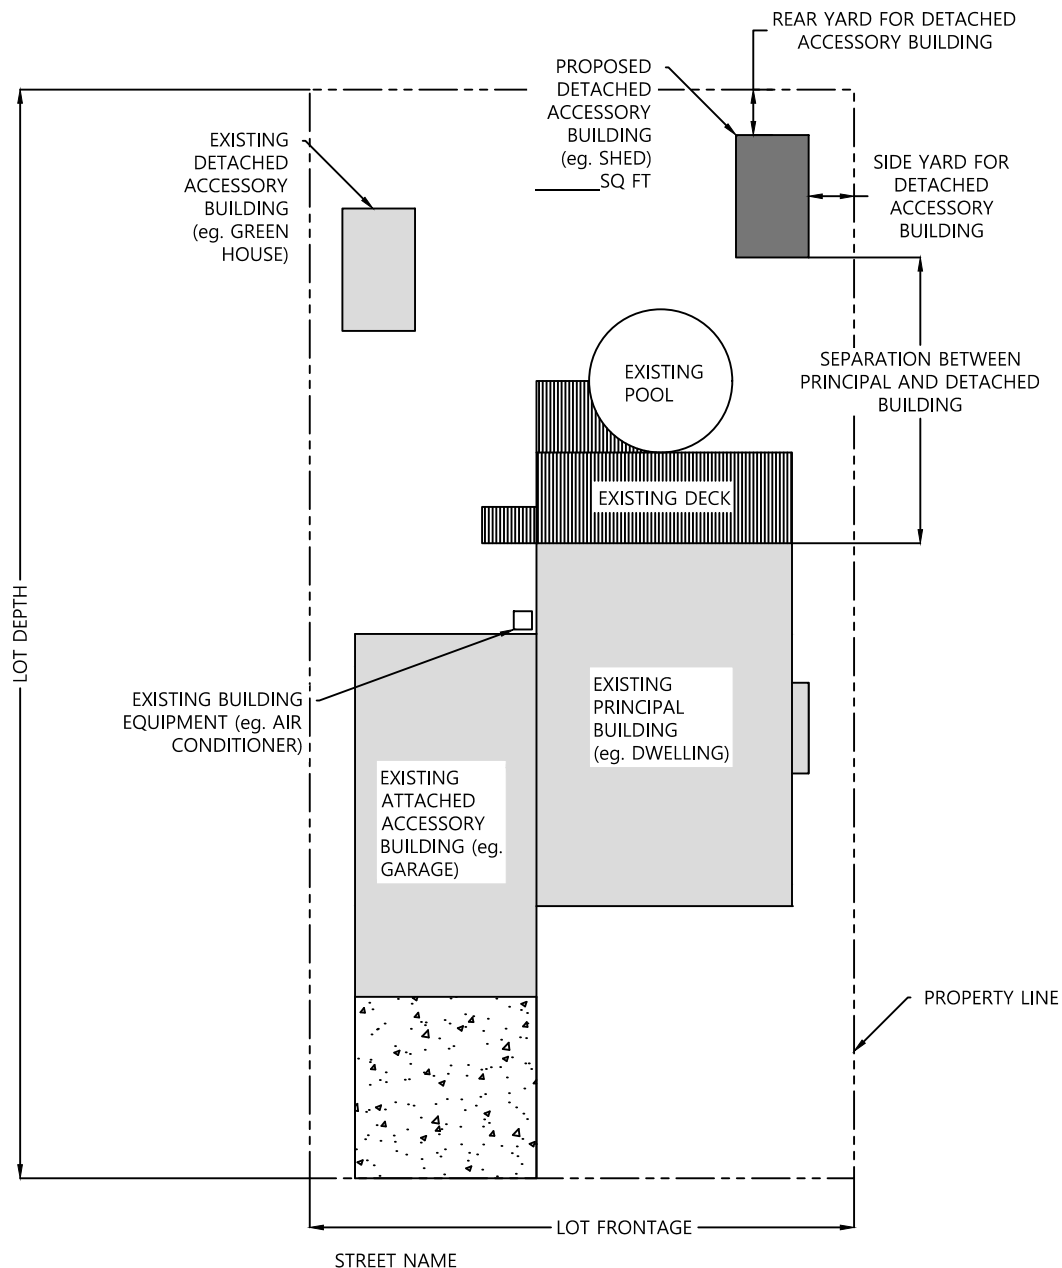 REAR YARD FOR DETACHED
ACCESSORY BUILDING
PROPOSED
DETACHED
ACCESSORY
BUILDING
(eg. SHED)
______SQ FT
EXISTING
DETACHED
ACCESSORY
BUILDING
(eg. GREEN
HOUSE)
SIDE YARD FOR
DETACHED
ACCESSORY
BUILDING
EXISTING
POOL
SEPARATION BETWEEN
PRINCIPAL AND DETACHED
BUILDING
EXISTING DECK
LOT DEPTH
EXISTING BUILDING
EQUIPMENT (eg. AIR
CONDITIONER)
EXISTING
PRINCIPAL
BUILDING
(eg. DWELLING)
EXISTING
ATTACHED
ACCESSORY
BUILDING (eg.
GARAGE)
PROPERTY LINE
LOT FRONTAGE
STREET NAME